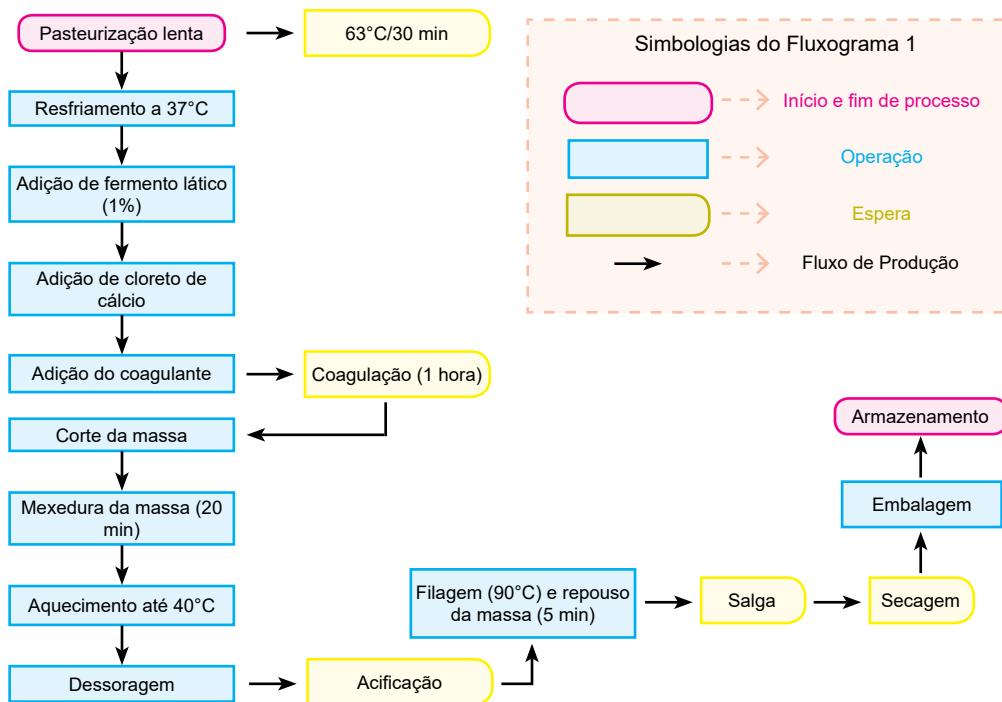 Pasteurização lenta
63°C/30 min
Resfriamento a 37°C
Adição de fermento lático
(1%)
Adição de cloreto de
cálcio
Adição do coagulante
Coagulação (1 hora)
Corte da massa
Mexedura da massa (20
min)
Aquecimento até 40°C
Dessoragem
Acificação
Filagem (90°C) e repouso
da massa (5 min)
Salga
Secagem
Embalagem
Armazenamento
Simbologias do Fluxograma 1
Início e fim de processo
Operação
Espera
Fluxo de Produção